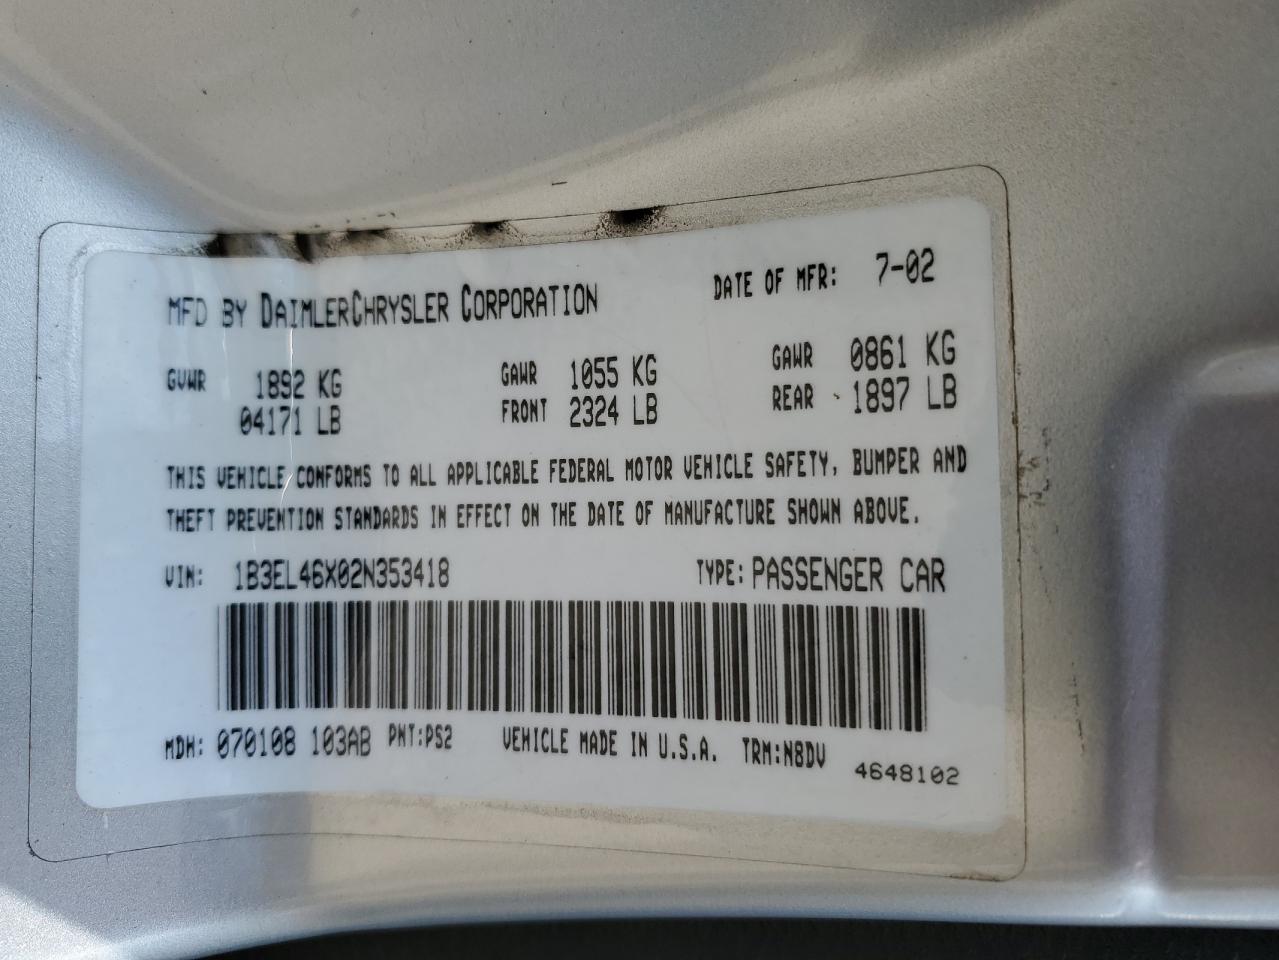 MFD BY DAIMLERCHRYSLER CORPORATION DATE OF MFR: 7-02
GVWR 1892 KG GAWR 1055 KG GAWR 0861 KG
04171 LB FRONT 2324 LB REAR 1897 LB
THIS VEHICLE CONFORMS TO ALL APPLICABLE FEDERAL MOTOR VEHICLE SAFETY, BUMPER AND
THEFT PREVENTION STANDARDS IN EFFECT ON THE DATE OF MANUFACTURE SHOWN ABOVE.
VIN: 1B3EL46X02N353418 TYPE: PASSENGER CAR
MDH: 070108 103AB PNT:PS2 VEHICLE MADE IN U.S.A. TRM:N8DV
4648102